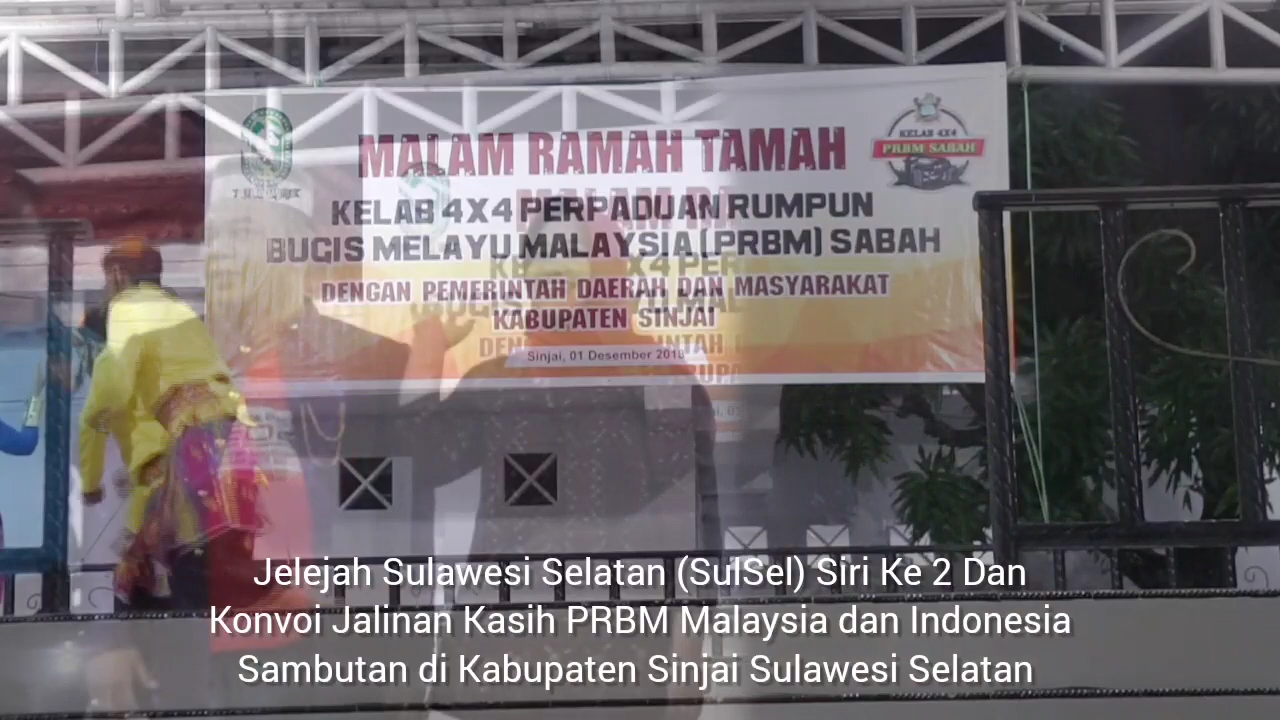 MALAM RAMAH TAMAH
KELAB 4X4 PERPADUAN RUMPUN
BUGIS MELAYU MALAYSIA (PRBM) SABAH
DENGAN PEMERINTAH DAERAH DAN MASYARAKAT
KABUPATEN SINJAI
Sinjai, 01 Desember 2018
KELAB 4X4
PRBM SABAH
MALAM RA
Jelejah Sulawesi Selatan (SulSel) Siri Ke 2 Dan
Konvoi Jalinan Kasih PRBM Malaysia dan Indonesia
Sambutan di Kabupaten Sinjai Sulawesi Selatan